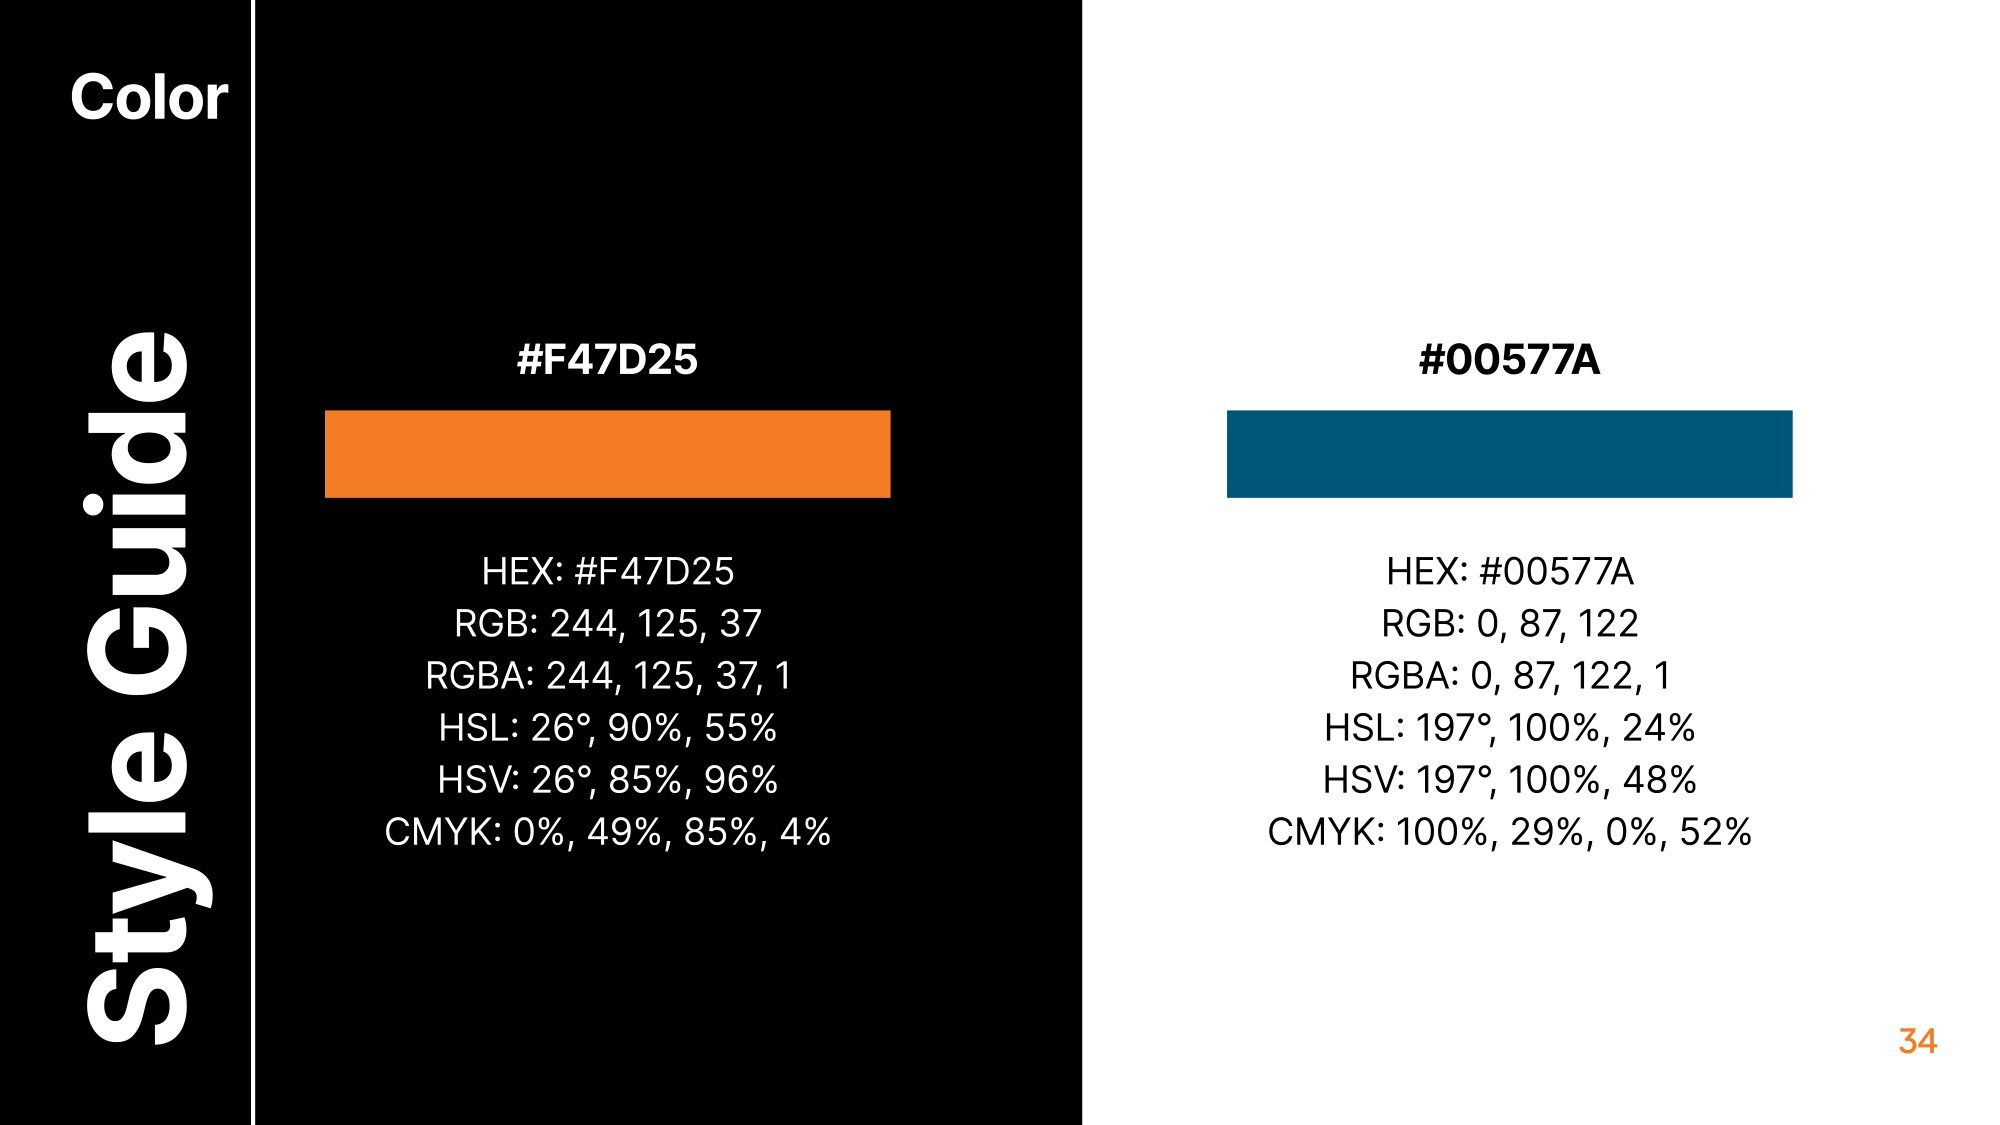 Color
Style Guide
#F47D25
HEX: #F47D25
RGB: 244, 125, 37
RGBA: 244, 125, 37, 1
HSL: 26°, 90%, 55%
HSV: 26°, 85%, 96%
CMYK: 0%, 49%, 85%, 4%
#00577A
HEX: #00577A
RGB: 0, 87, 122
RGBA: 0, 87, 122, 1
HSL: 197°, 100%, 24%
HSV: 197°, 100%, 48%
CMYK: 100%, 29%, 0%, 52%
34